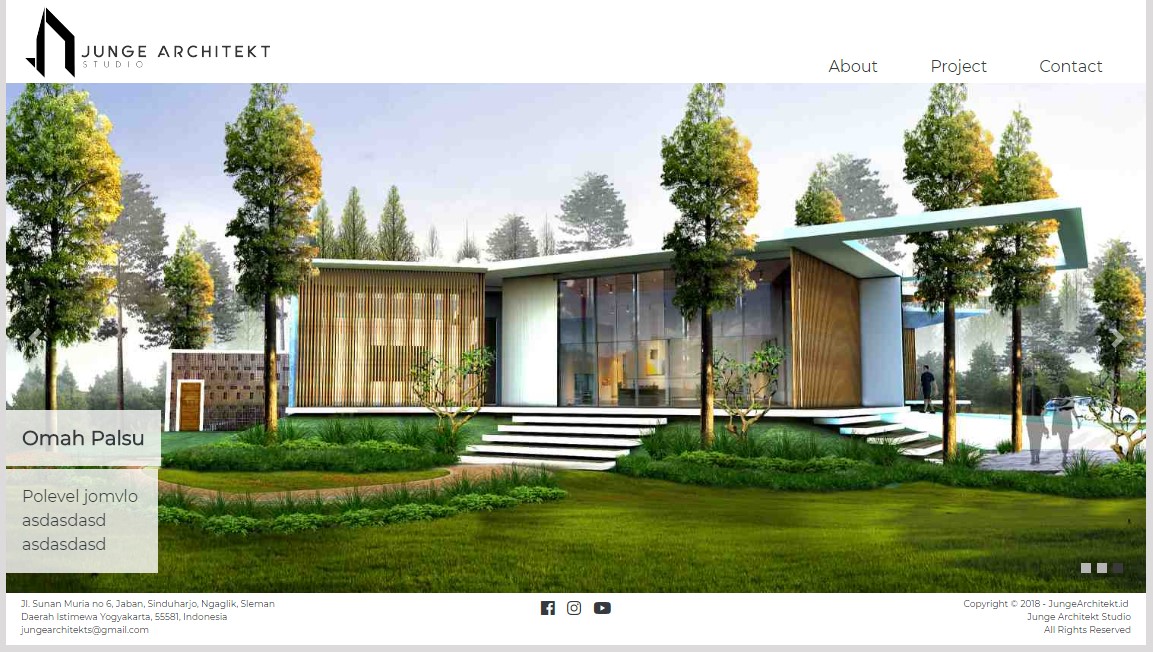 JUNGE ARCHITEKT
STUDIO
About
Project
Contact
Omah Palsu
Polevel jomvlo
asdasdasd
asdasdasd
Jl. Sunan Muria no 6, Jaban, Sinduharjo, Ngaglik, Sleman
Daerah Istimewa Yogyakarta, 55581, Indonesia
jungearchitekts@gmail.com
Copyright © 2018 - JungeArchitekt.id
Junge Architekt Studio
All Rights Reserved